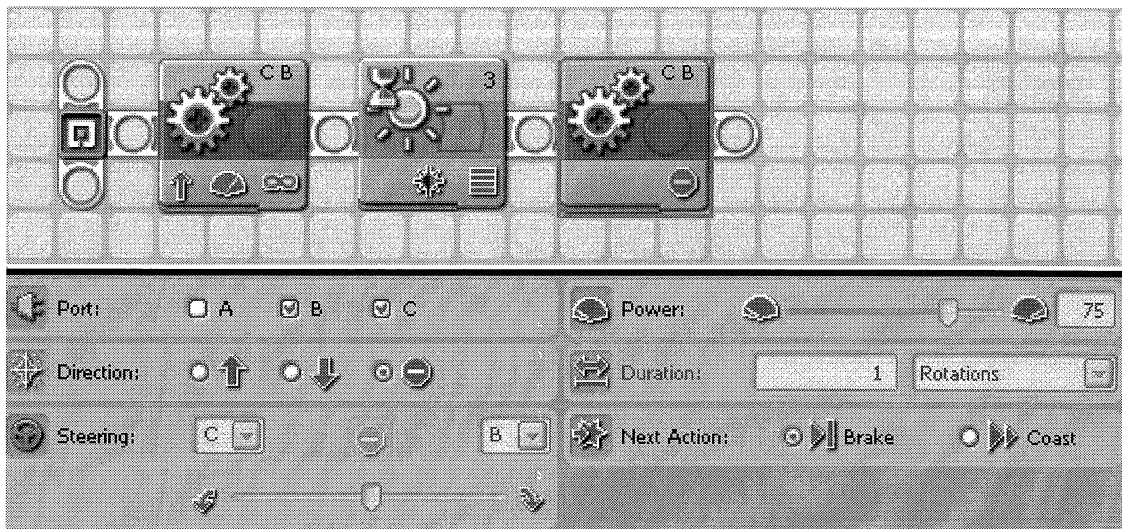 C B
3
C B
Port: A B C
Power: 75
Direction:
Duration: 1 Rotations
Steering: C B
Next Action: Brake Coast